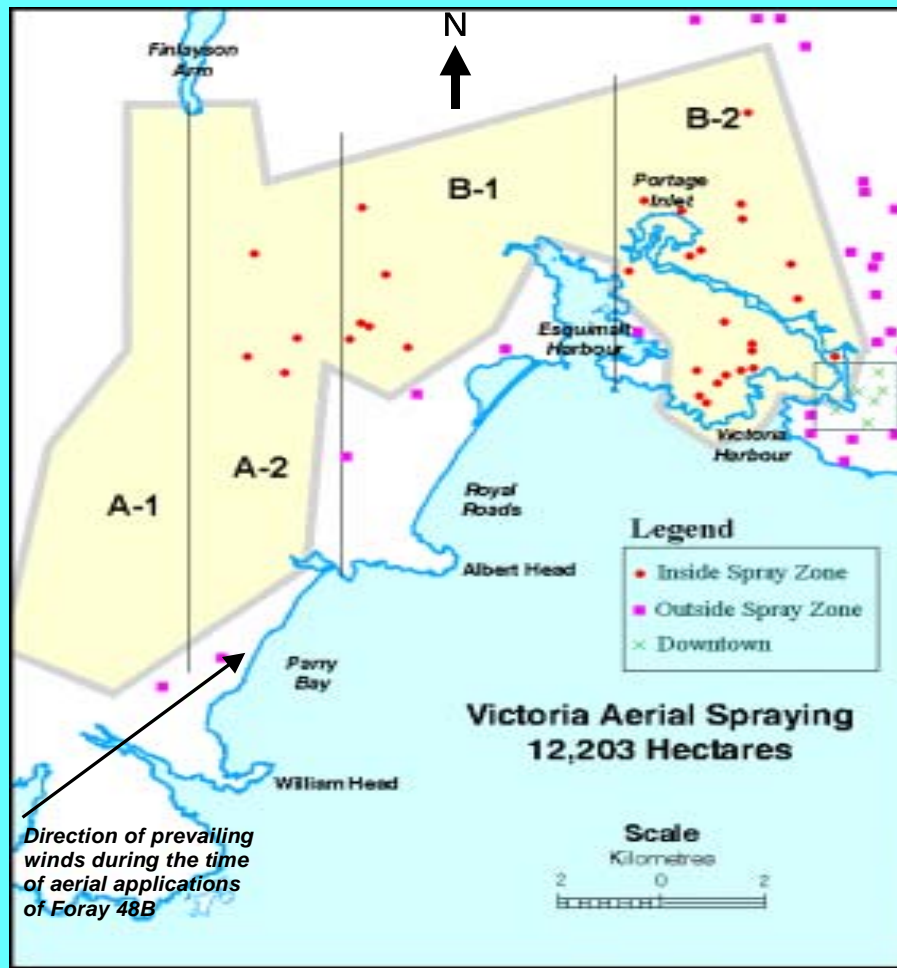 N
Finlayson
Arm
B-2
B-1
Portage
Inlet
Esquimalt
Harbour
A-2
A-1
Victoria
Harbour
Royal
Roads
Legend
Inside Spray Zone
Outside Spray Zone
Downtown
Albert Head
Parry
Bay
Victoria Aerial Spraying
12,203 Hectares
William Head
Direction of prevailing
winds during the time
of aerial applications
of Foray 48B
Scale
Kilometres
2 0 2